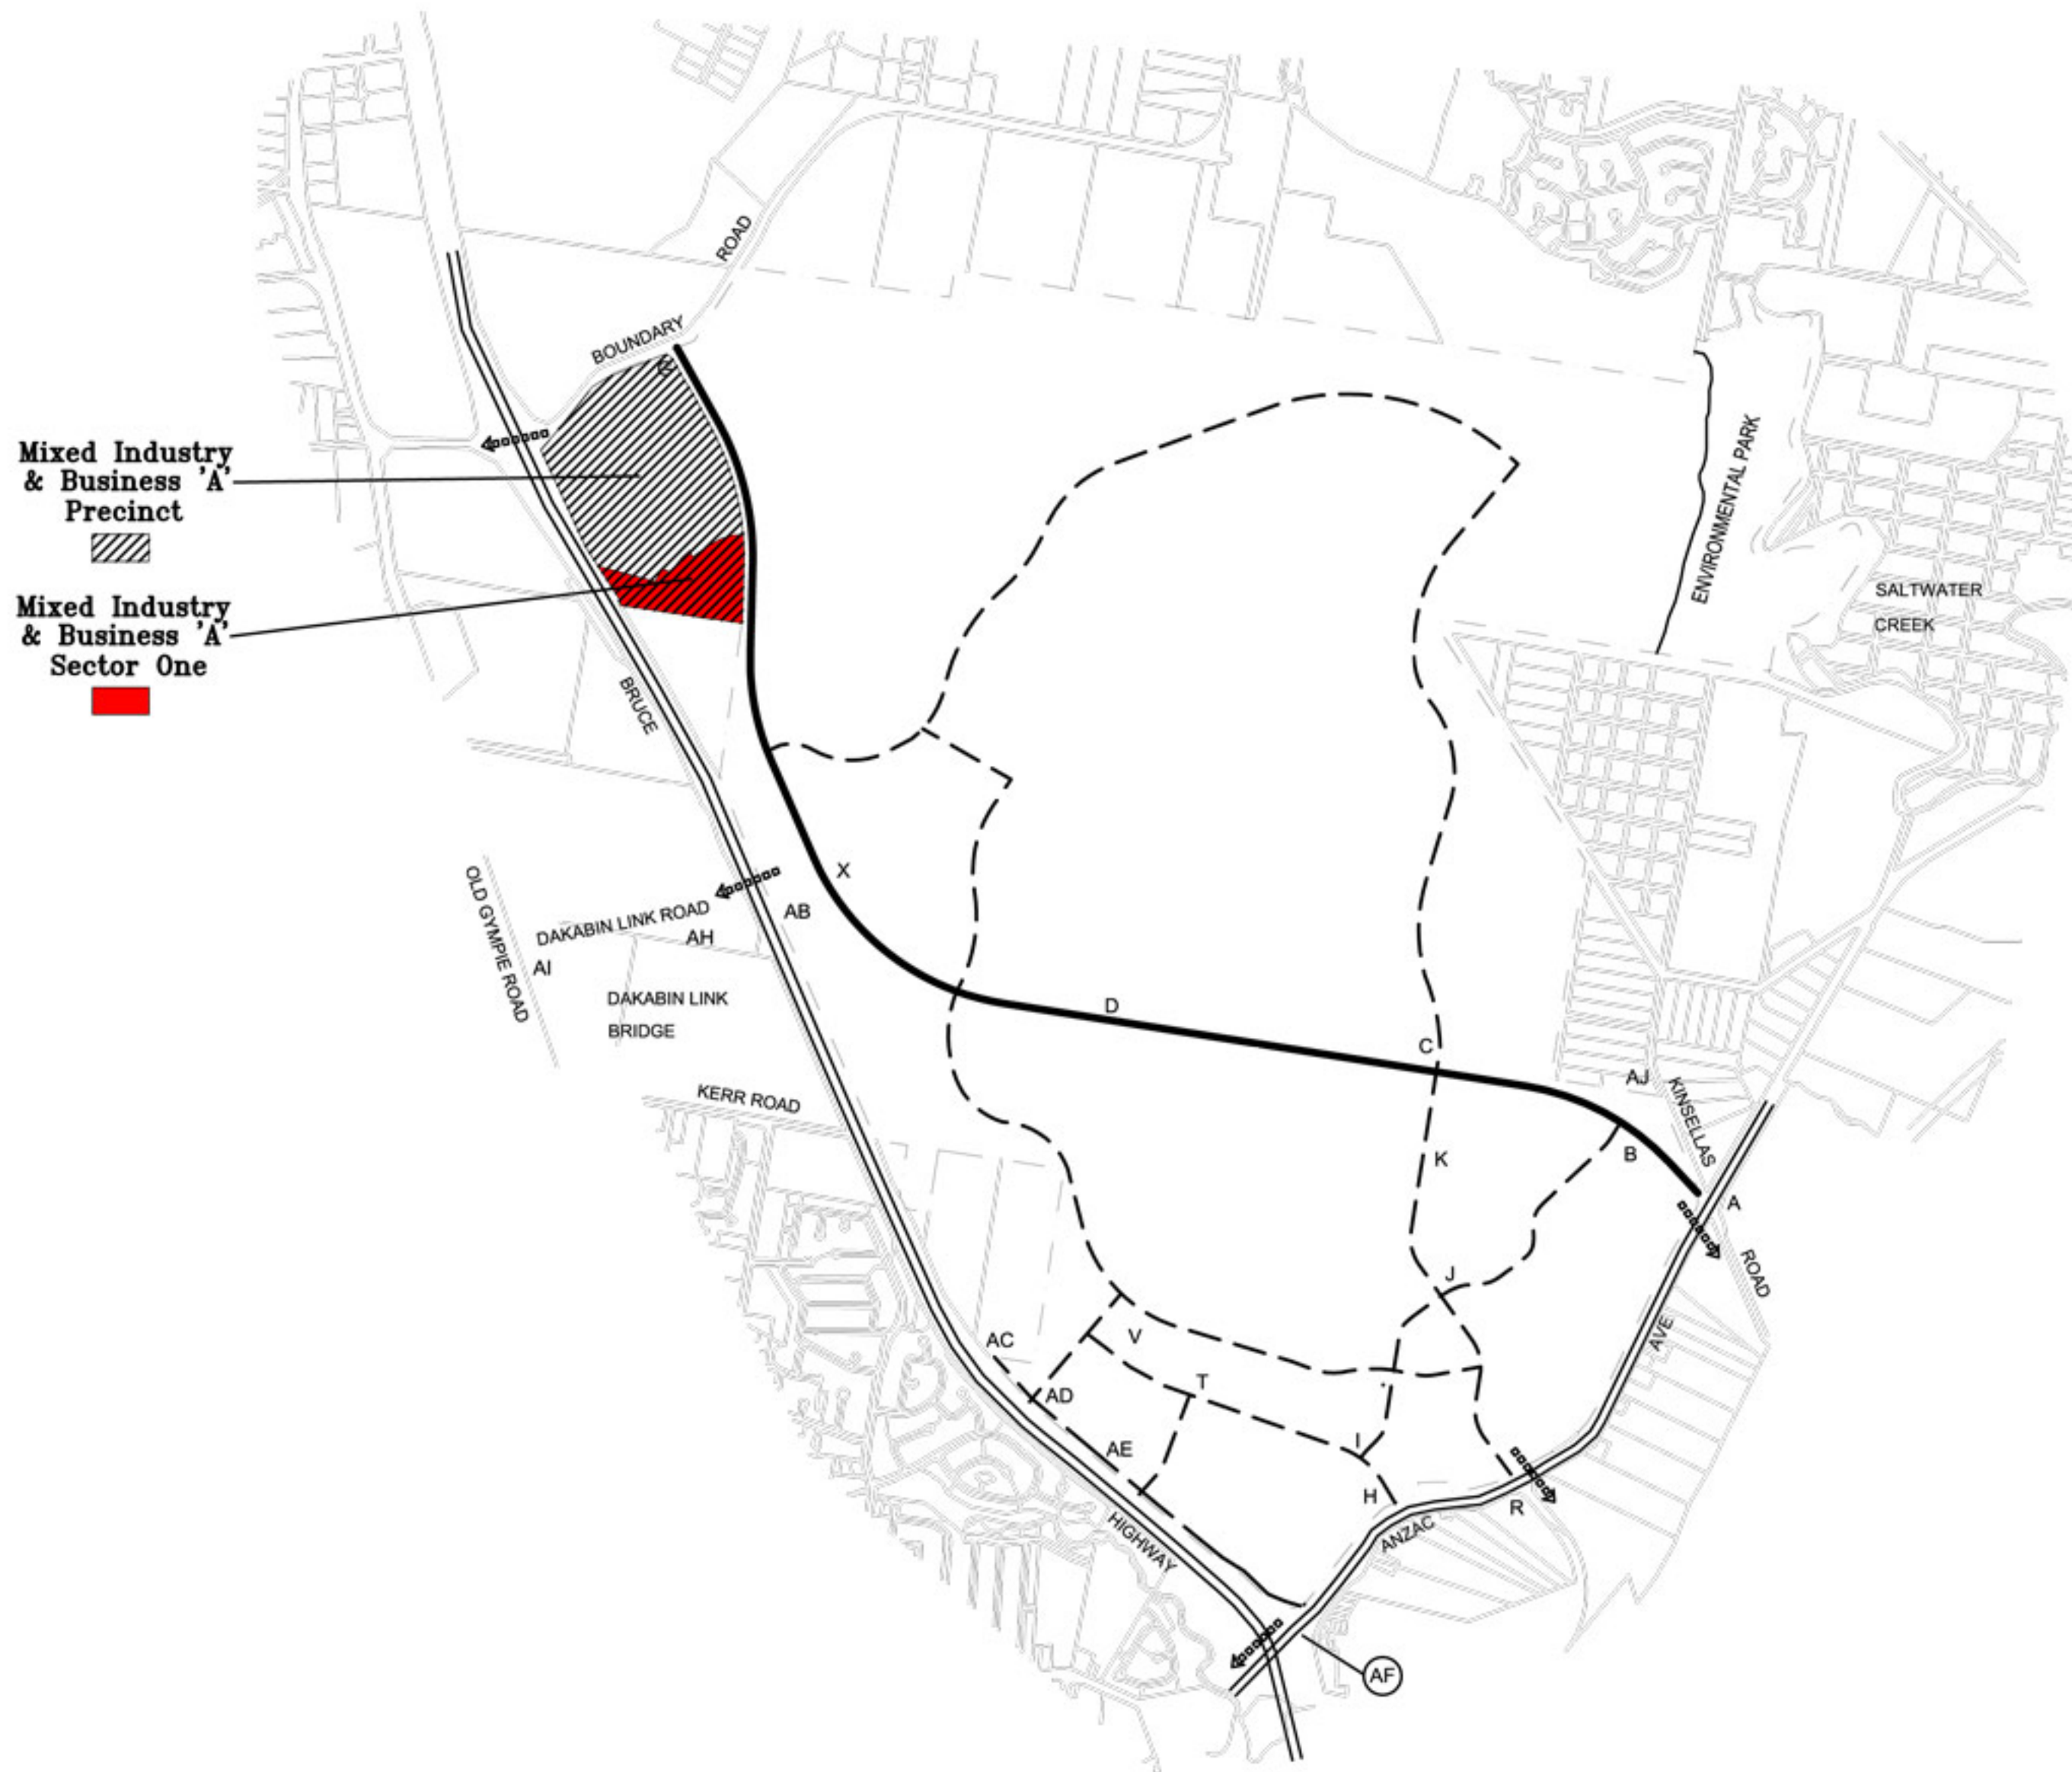 ROAD
BOUNDARY
Mixed Industry
& Business 'A'
Precinct
Mixed Industry
& Business 'A'
Sector One
ENVIRONMENTAL PARK
SALTWATER
CREEK
BRUCE
X
AB
OLD GYMPIE ROAD
DAKABIN LINK ROAD
AH
AI
DAKABIN LINK
BRIDGE
D
C
AJ
KINSELLAS
KERR ROAD
K
B
A
ROAD
J
AVE
AC
V
T
AD
AE
I
H
R
ANZAC
HIGHWAY
AF